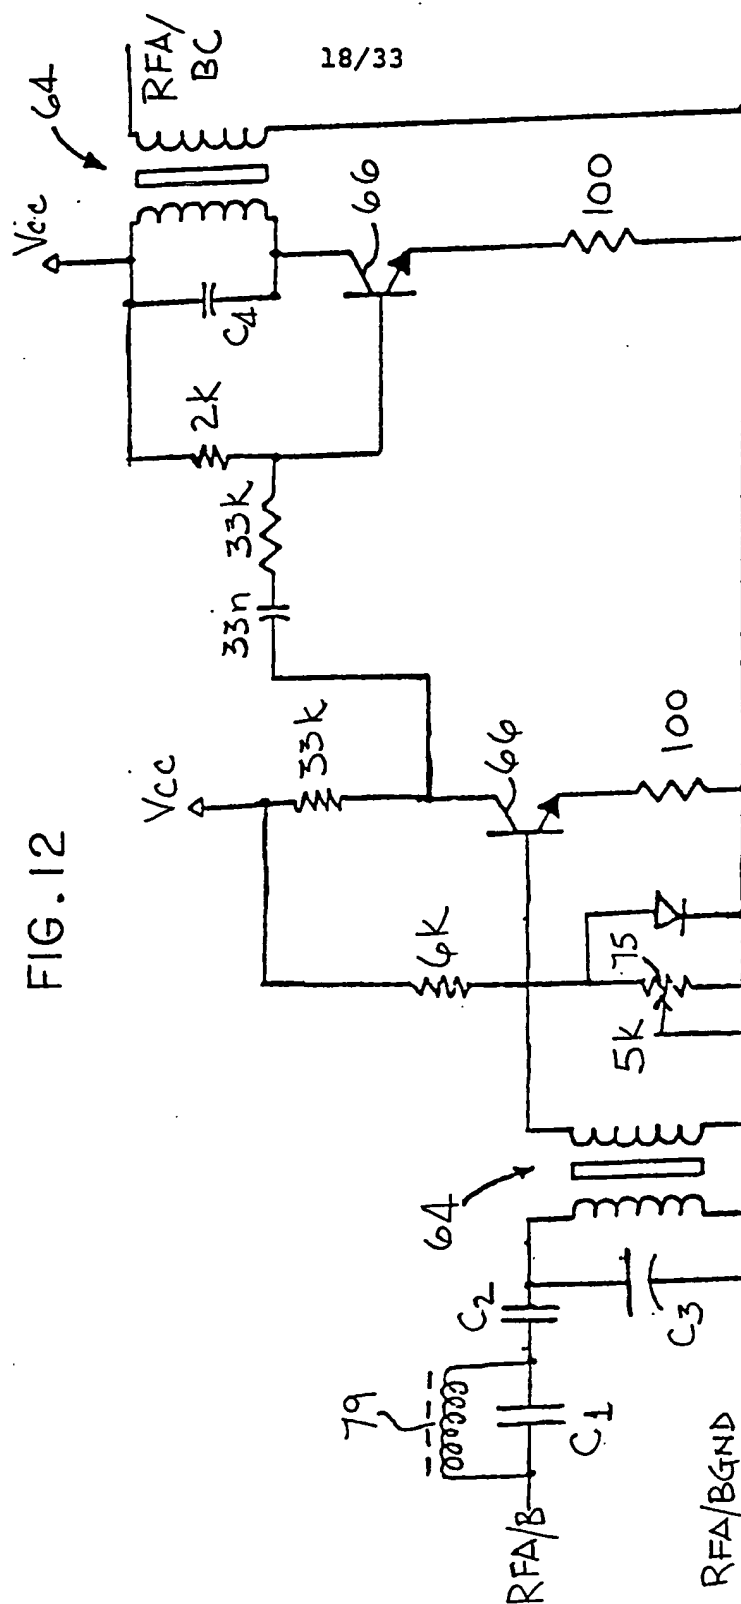 18/33
FIG. 12
RFA/B
RFA/BGND
79
C1
C2
C3
64
5K
75
6K
Vcc
33K
66
100
33n
33K
2K
C4
Vcc
64
66
100
RFA/
BC